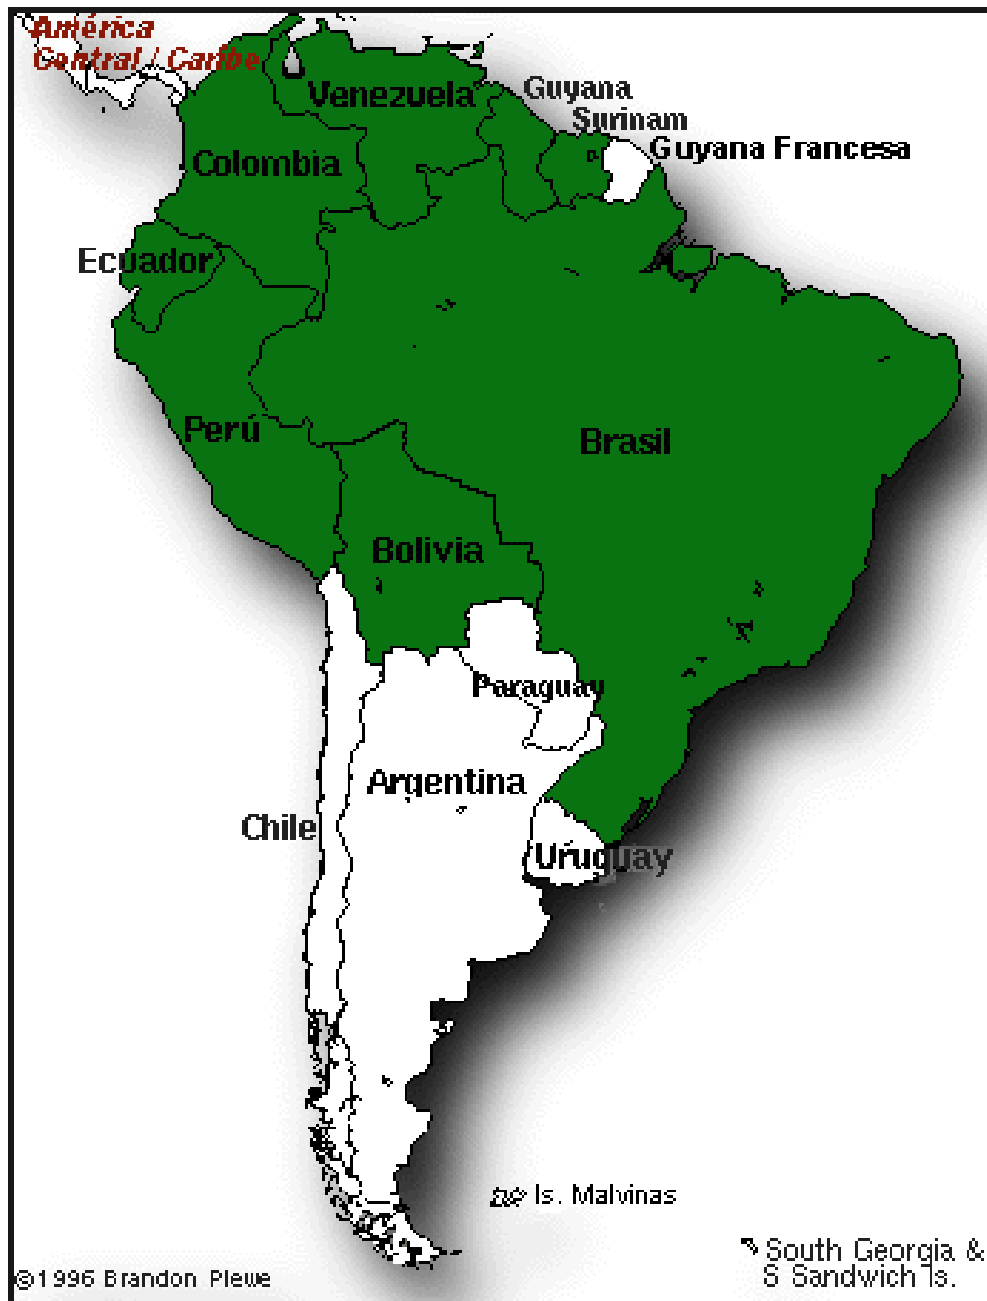 América
Central / Caribe
Venezuela
Guyana
Surinam
Guyana Francesa
Colombia
Ecuador
Perú
Brasil
Bolivia
Paraguay
Argentina
Chile
Uruguay
Is. Malvinas
South Georgia &
S Sandwich Is.
©1996 Brandon Plewe